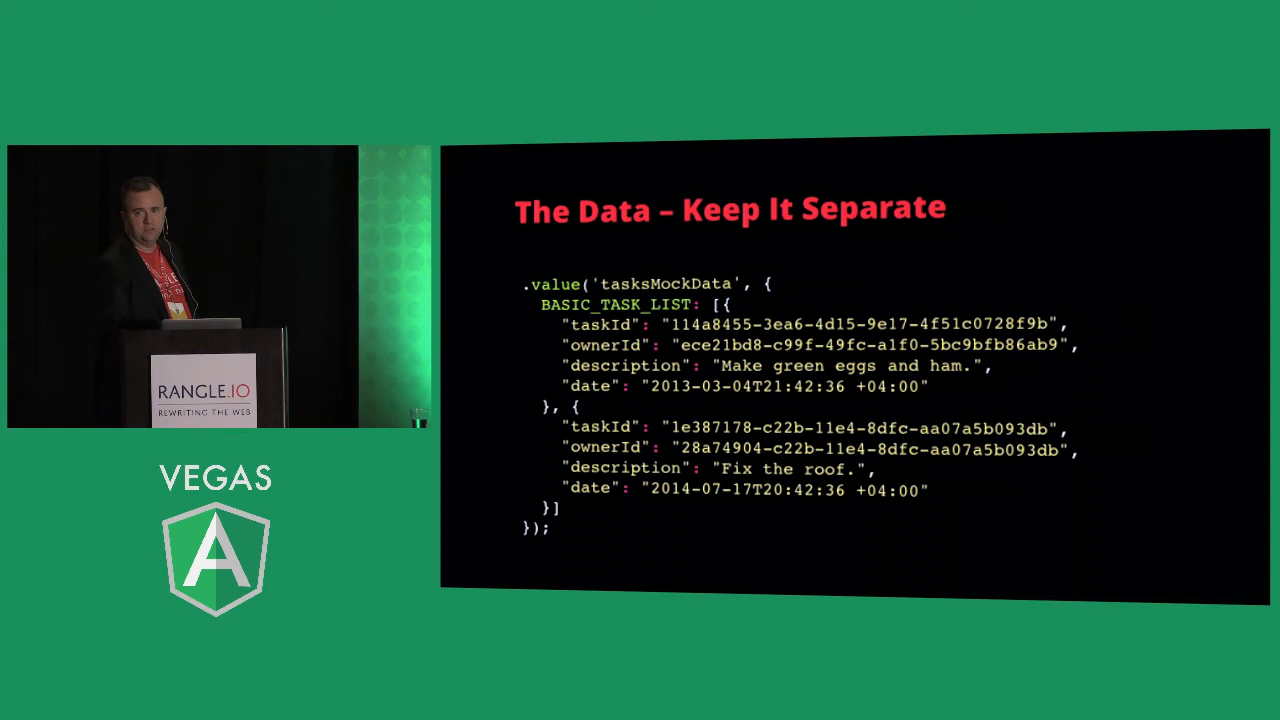 The Data – Keep It Separate
.value('tasksMockData', {
BASIC_TASK_LIST: [{
"taskId": "114a8455-3ea6-4d15-9e17-4f51c0728f9b",
"ownerId": "ece21bd8-c99f-49fc-a1f0-5bc9bfb86ab9",
"description": "Make green eggs and ham.",
"date": "2013-03-04T21:42:36 +04:00"
}, {
"taskId": "1e387178-c22b-11e4-8dfc-aa07a5b093db",
"ownerId": "28a74904-c22b-11e4-8dfc-aa07a5b093db",
"description": "Fix the roof.",
"date": "2014-07-17T20:42:36 +04:00"
}]
});
RANGLE.IO
REWRITING THE WEB
VEGAS
A